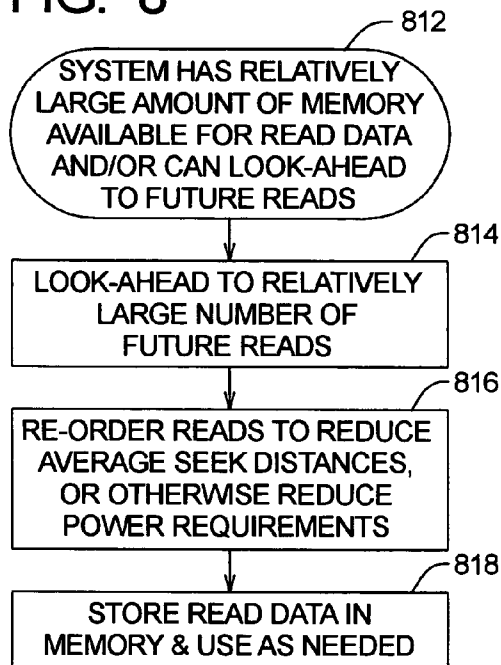 FIG. 8
812
SYSTEM HAS RELATIVELY
LARGE AMOUNT OF MEMORY
AVAILABLE FOR READ DATA
AND/OR CAN LOOK-AHEAD
TO FUTURE READS
814
LOOK-AHEAD TO RELATIVELY
LARGE NUMBER OF
FUTURE READS
816
RE-ORDER READS TO REDUCE
AVERAGE SEEK DISTANCES,
OR OTHERWISE REDUCE
POWER REQUIREMENTS
818
STORE READ DATA IN
MEMORY & USE AS NEEDED